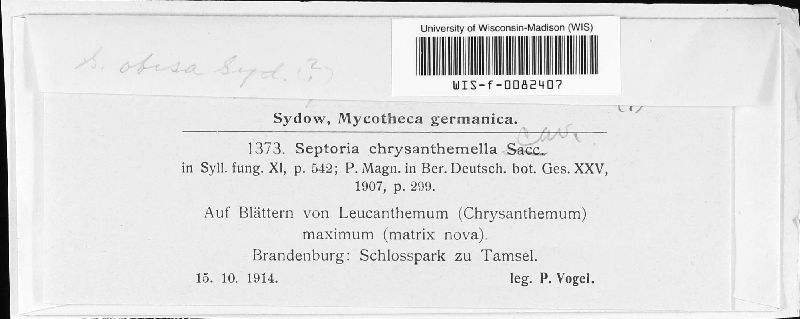 University of Wisconsin-Madison (WIS)
WIS-f-0082407
S. obesa Syd. (?)
(?)
Sydow, Mycotheca germanica.
Cav.
1373. Septoria chrysanthemella Sacc.
in Syll. fung. XI, p. 542; P. Magn. in Ber. Deutsch. bot. Ges. XXV,
1907, p. 299.
Auf Blättern von Leucanthemum (Chrysanthemum)
maximum (matrix nova).
Brandenburg: Schlosspark zu Tamsel.
15. 10. 1914. leg. P. Vogel.